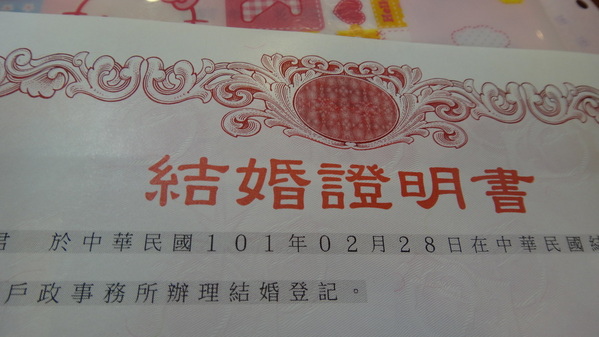 結婚證明書
君 於中華民國101年02月28日在中華民國
戶政事務所辦理結婚登記。